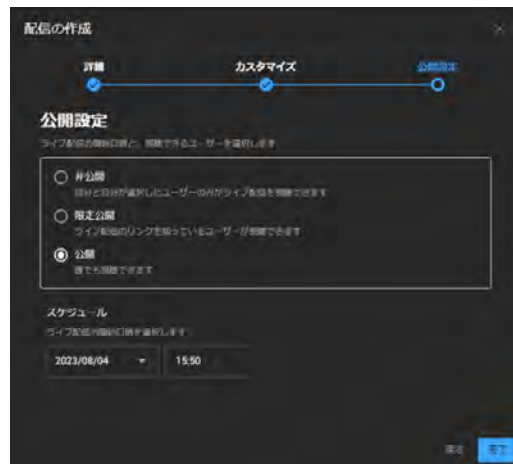 配信の作成
詳細
カスタマイズ
公開設定
公開設定
ライブ配信の開始日時と、視聴できるユーザーを選択します
非公開
自分と自分が選択したユーザーのみがライブ配信を視聴できます
限定公開
ライブ配信のリンクを知っているユーザーが視聴できます
公開
誰でも視聴できます
スケジュール
ライブ配信の開始日時を選択します
2023/08/04
15:50
戻る
完了